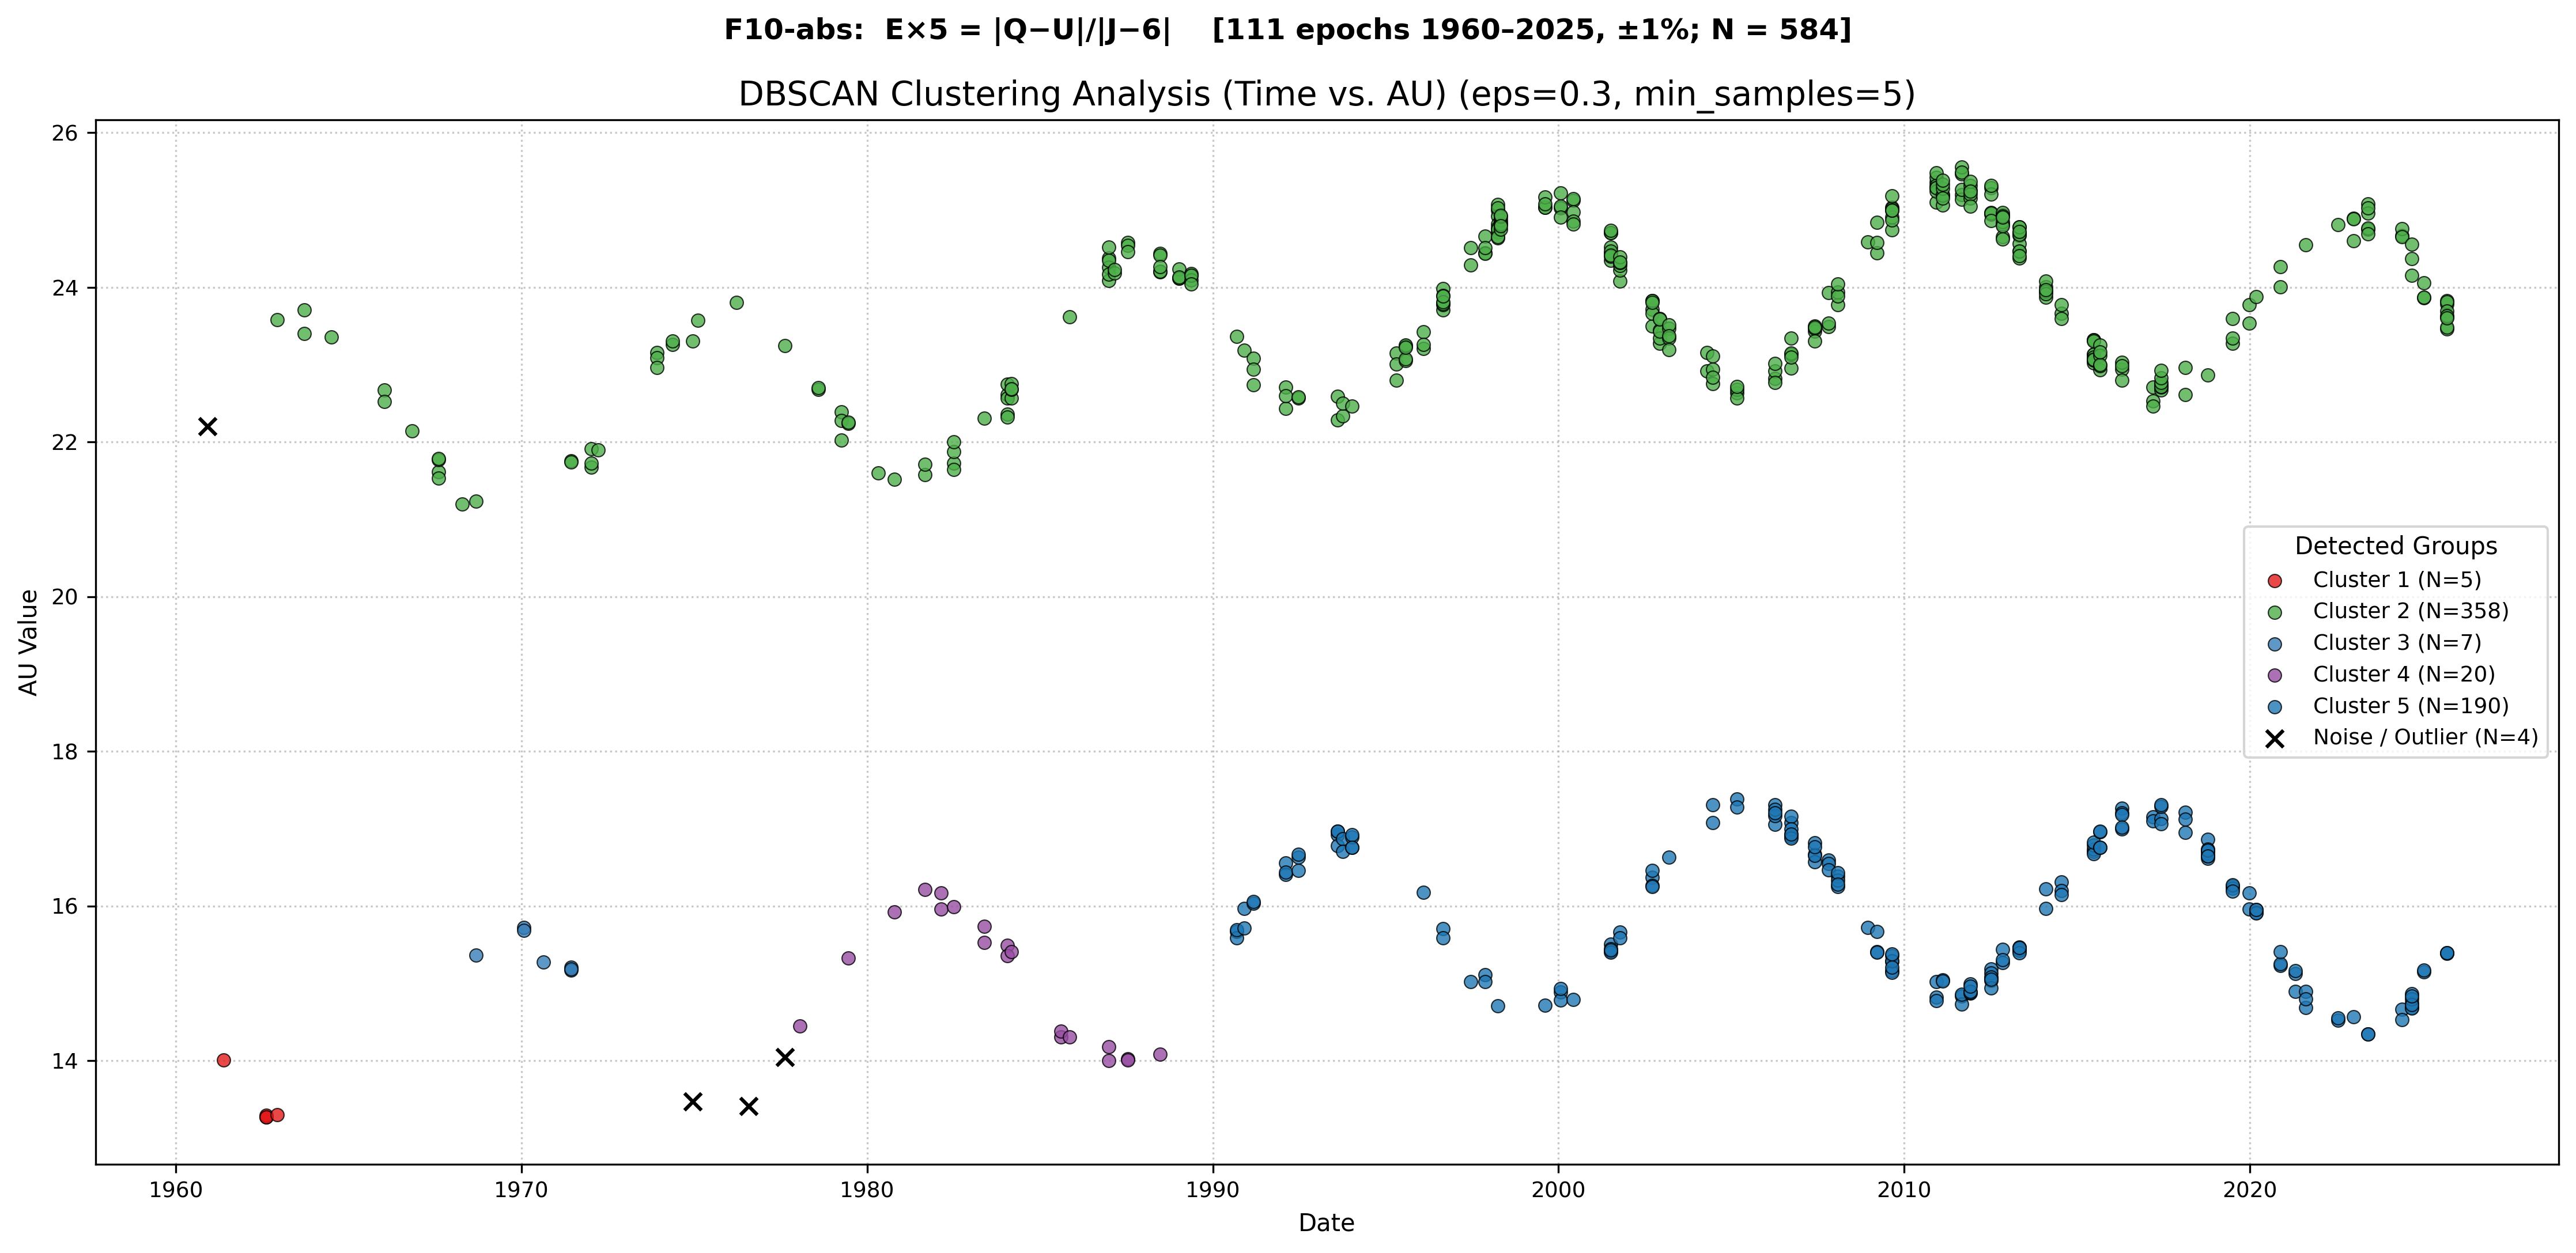 F10-abs:  E×5 = |Q−U|/|J−6|    [111 epochs 1960–2025, ±1%; N = 584]
DBSCAN Clustering Analysis (Time vs. AU) (eps=0.3, min_samples=5)
26
24
22
20
18
16
14
AU Value
Detected Groups
Cluster 1 (N=5)
Cluster 2 (N=358)
Cluster 3 (N=7)
Cluster 4 (N=20)
Cluster 5 (N=190)
Noise / Outlier (N=4)
1960 1970 1980 1990 2000 2010 2020
Date